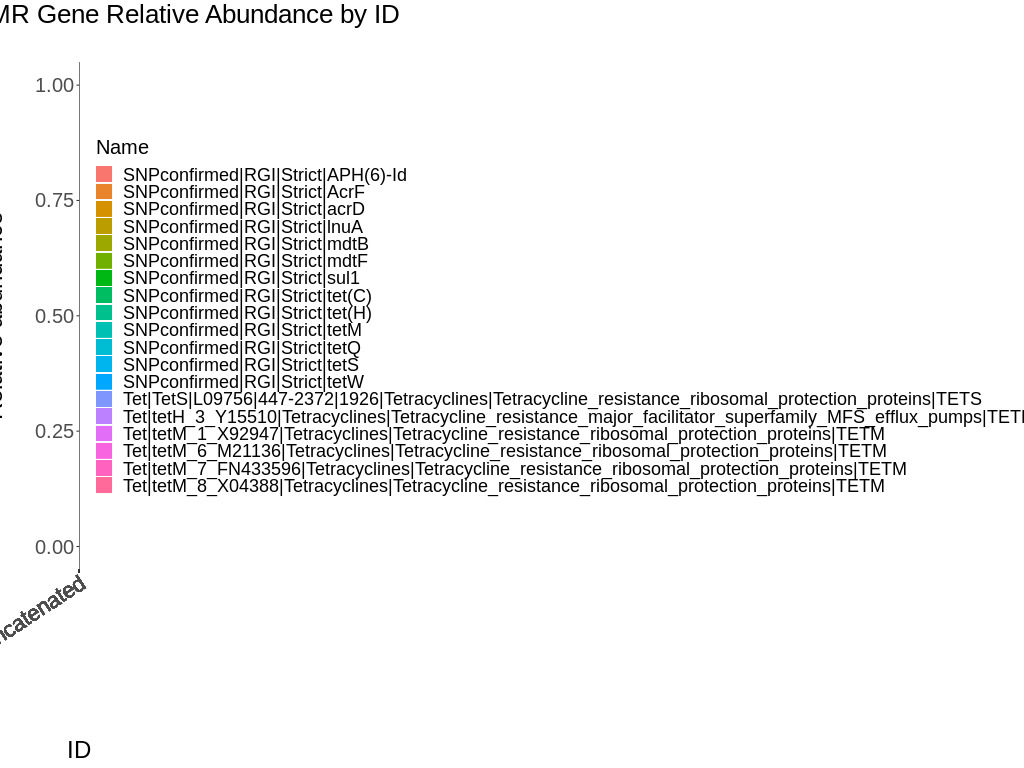 MR Gene Relative Abundance by ID
1.00
0.75
0.50
0.25
0.00
Name
SNPconfirmed|RGI|Strict|APH(6)-Id
SNPconfirmed|RGI|Strict|AcrF
SNPconfirmed|RGI|Strict|acrD
SNPconfirmed|RGI|Strict|lnuA
SNPconfirmed|RGI|Strict|mdtB
SNPconfirmed|RGI|Strict|mdtF
SNPconfirmed|RGI|Strict|sul1
SNPconfirmed|RGI|Strict|tet(C)
SNPconfirmed|RGI|Strict|tet(H)
SNPconfirmed|RGI|Strict|tetM
SNPconfirmed|RGI|Strict|tetQ
SNPconfirmed|RGI|Strict|tetS
SNPconfirmed|RGI|Strict|tetW
Tet|TetS|L09756|447-2372|1926|Tetracyclines|Tetracycline_resistance_ribosomal_protection_proteins|TETS
Tet|tetH_3_Y15510|Tetracyclines|Tetracycline_resistance_major_facilitator_superfamily_MFS_efflux_pumps|TETH
Tet|tetM_1_X92947|Tetracyclines|Tetracycline_resistance_ribosomal_protection_proteins|TETM
Tet|tetM_6_M21136|Tetracyclines|Tetracycline_resistance_ribosomal_protection_proteins|TETM
Tet|tetM_7_FN433596|Tetracyclines|Tetracycline_resistance_ribosomal_protection_proteins|TETM
Tet|tetM_8_X04388|Tetracyclines|Tetracycline_resistance_ribosomal_protection_proteins|TETM
ncatenated
ID